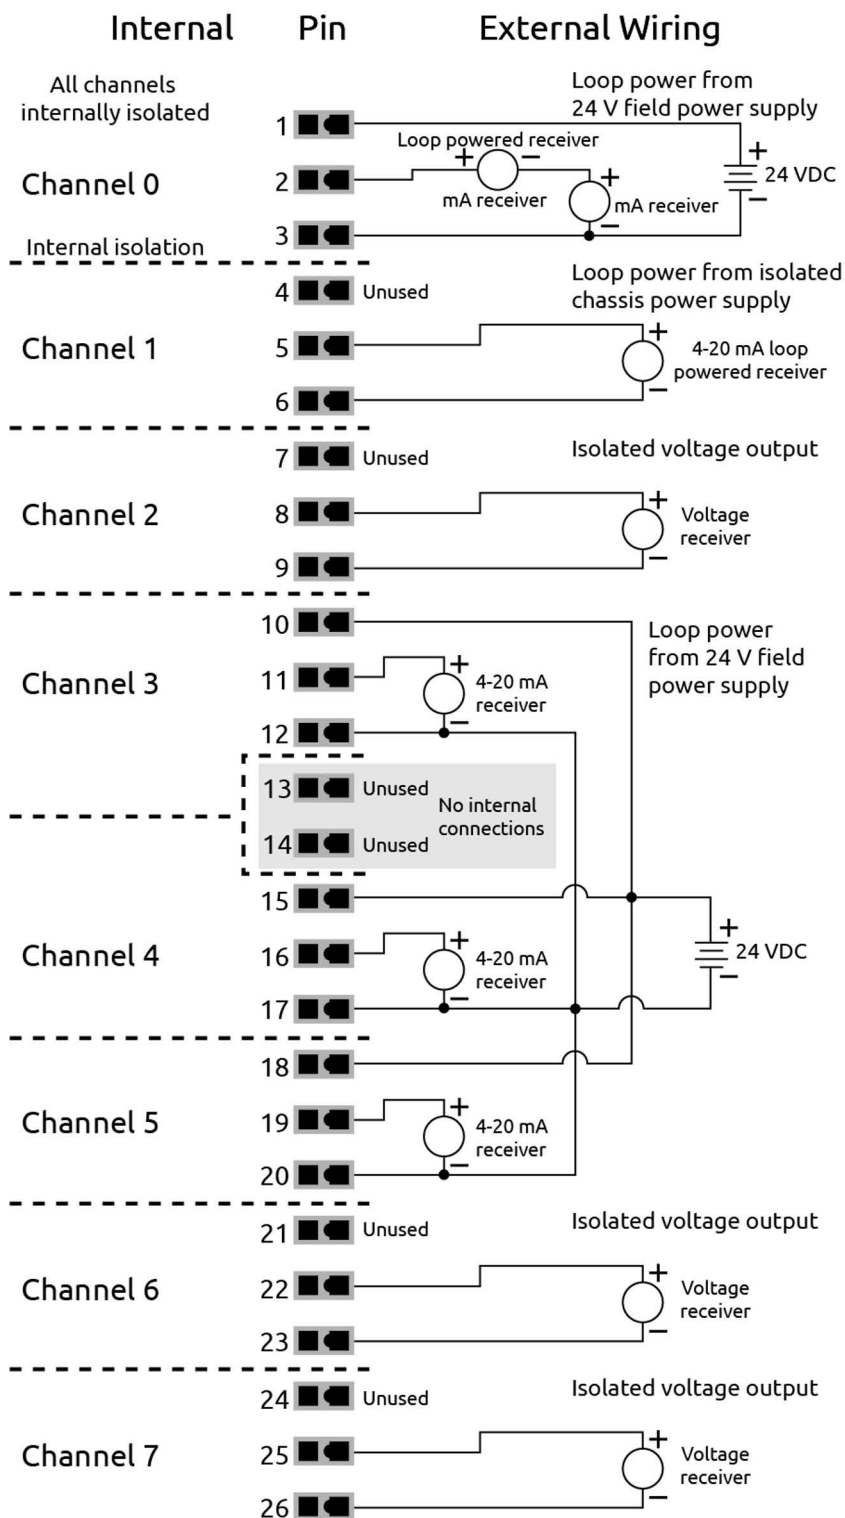 Internal Pin External Wiring
All channels
internally isolated
Loop power from
24 V field power supply
1
Loop powered receiver
+ −
+
+
Channel 0
2
24 VDC
mA receiver
mA receiver
−
−
3
Internal isolation
4 Unused
Loop power from isolated
chassis power supply
Channel 1
5
+
4-20 mA loop
powered receiver
−
6
7 Unused
Isolated voltage output
Channel 2
8
+
Voltage
receiver
−
9
10
Loop power
from 24 V field
power supply
Channel 3
11
+
4-20 mA
receiver
−
12
13 Unused
No internal
connections
14 Unused
15
+
24 VDC
−
Channel 4
16
+
4-20 mA
receiver
−
17
18
Channel 5
19
+
4-20 mA
receiver
−
20
21 Unused
Isolated voltage output
Channel 6
22
+
Voltage
receiver
−
23
24 Unused
Isolated voltage output
Channel 7
25
+
Voltage
receiver
−
26